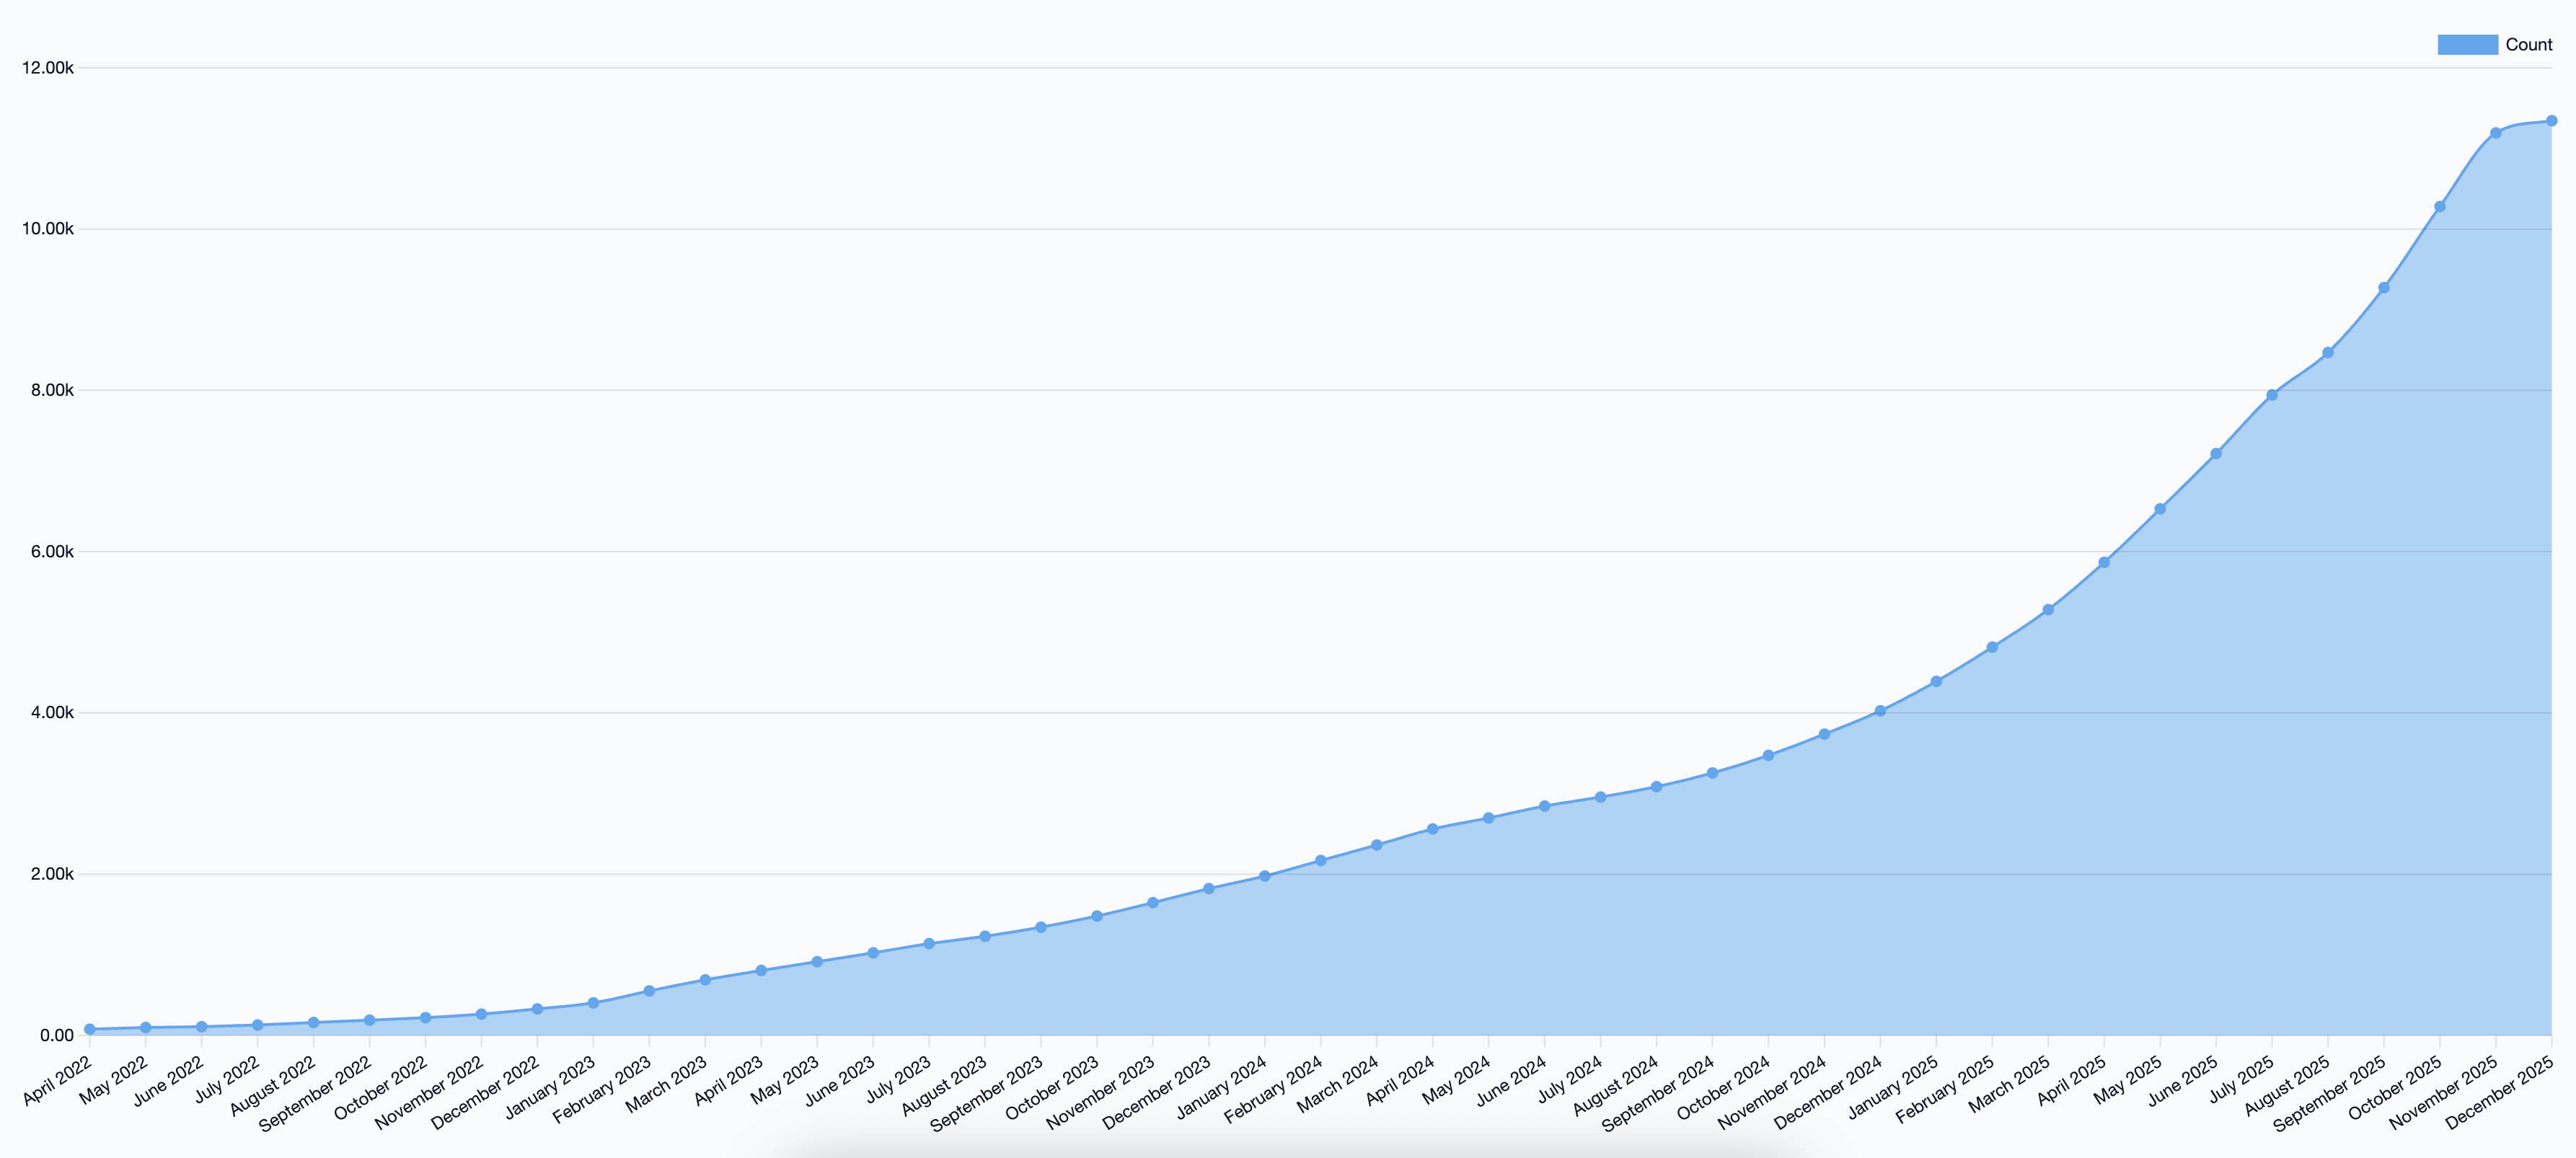 Count
12.00k
10.00k
8.00k
6.00k
4.00k
2.00k
0.00
April 2022
May 2022
June 2022
July 2022
August 2022
September 2022
October 2022
November 2022
December 2022
January 2023
February 2023
March 2023
April 2023
May 2023
June 2023
July 2023
August 2023
September 2023
October 2023
November 2023
December 2023
January 2024
February 2024
March 2024
April 2024
May 2024
June 2024
July 2024
August 2024
September 2024
October 2024
November 2024
December 2024
January 2025
February 2025
March 2025
April 2025
May 2025
June 2025
July 2025
August 2025
September 2025
October 2025
November 2025
December 2025